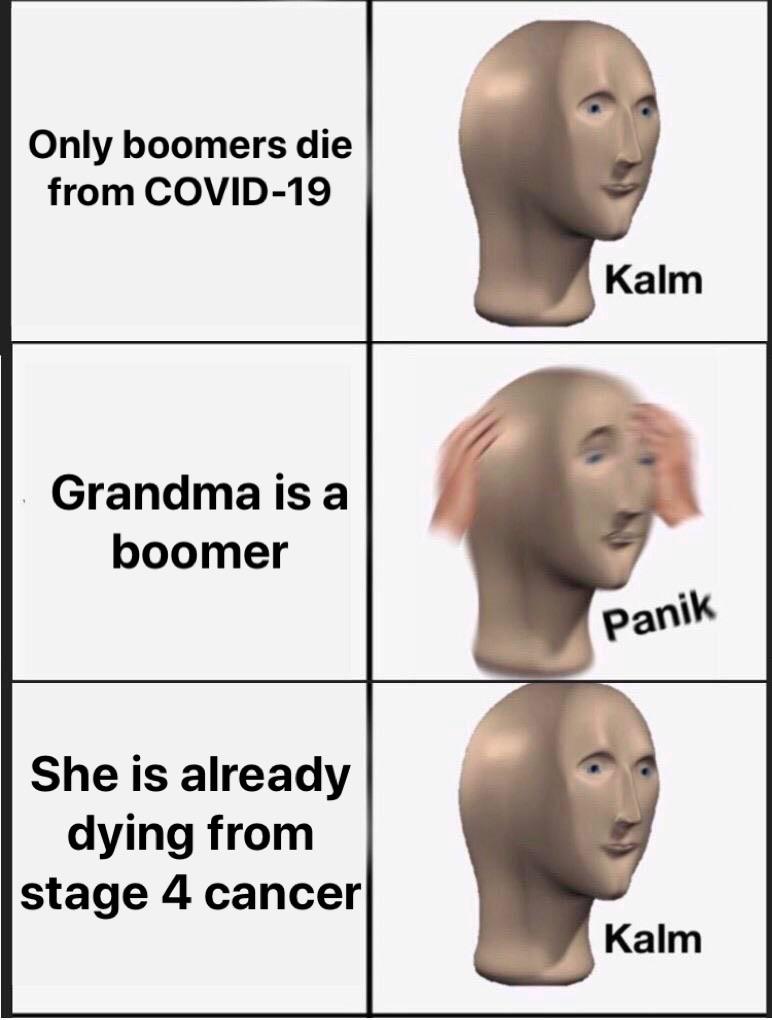 Only boomers die
from COVID-19
Kalm
Grandma is a
boomer
Panik
She is already
dying from
stage 4 cancer
Kalm